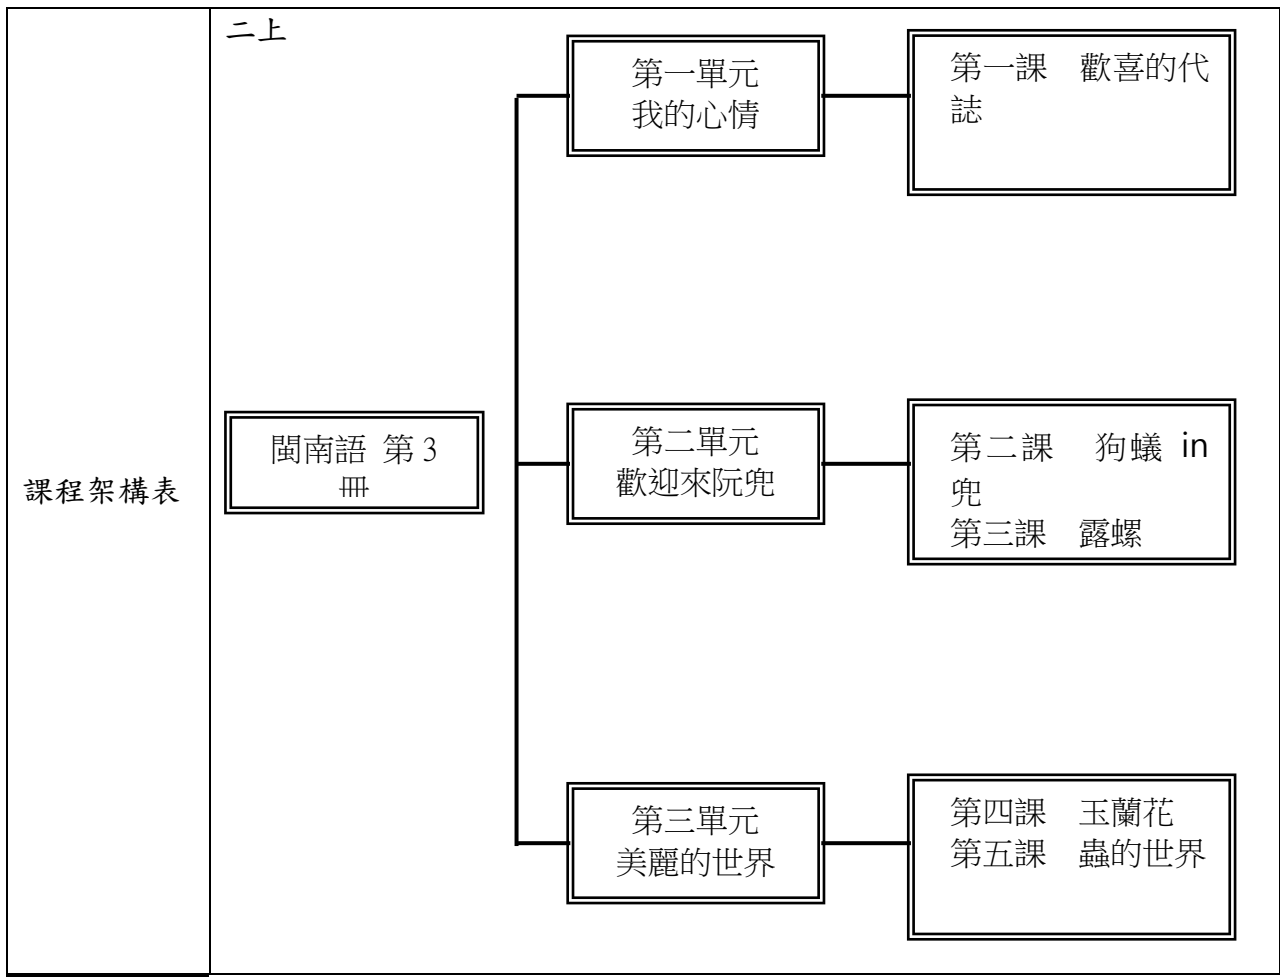 課程架構表
二上
閩南語 第3
冊
第一單元
我的心情
第一課 歡喜的代
誌
第二單元
歡迎來阮兜
第二課 狗蟻 in
兜
第三課 露螺
第三單元
美麗的世界
第四課 玉蘭花
第五課 蟲的世界